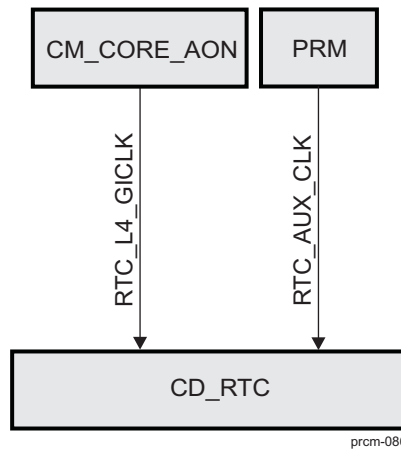 CM_CORE_AON
PRM
RTC_L4_GICLK
RTC_AUX_CLK
CD_RTC